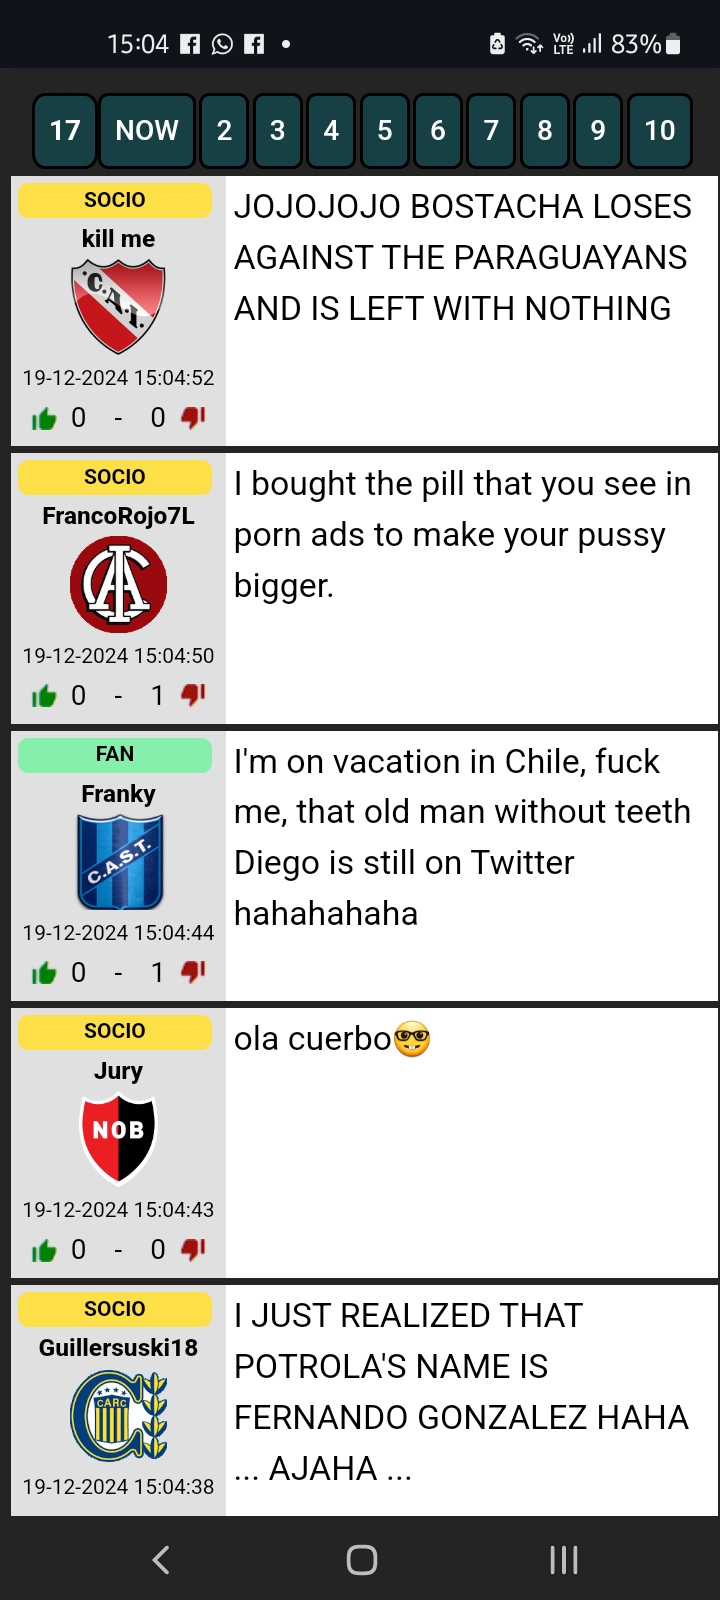 15:04 Vo)) LTE 83%
17 NOW 2 3 4 5 6 7 8 9 10
SOCIO
kill me
C.A.I.
19-12-2024 15:04:52
0 - 0
JOJOJOJO BOSTACHA LOSES
AGAINST THE PARAGUAYANS
AND IS LEFT WITH NOTHING
SOCIO
FrancoRojo7L
CAI
19-12-2024 15:04:50
0 - 1
I bought the pill that you see in
porn ads to make your pussy
bigger.
FAN
Franky
C.A.S.T.
19-12-2024 15:04:44
0 - 1
I'm on vacation in Chile, fuck
me, that old man without teeth
Diego is still on Twitter
hahahahaha
SOCIO
Jury
NOB
19-12-2024 15:04:43
0 - 0
ola cuerbo🤓
SOCIO
Guillersuski18
CARC
19-12-2024 15:04:38
I JUST REALIZED THAT
POTROLA'S NAME IS
FERNANDO GONZALEZ HAHA
... AJAHA ...